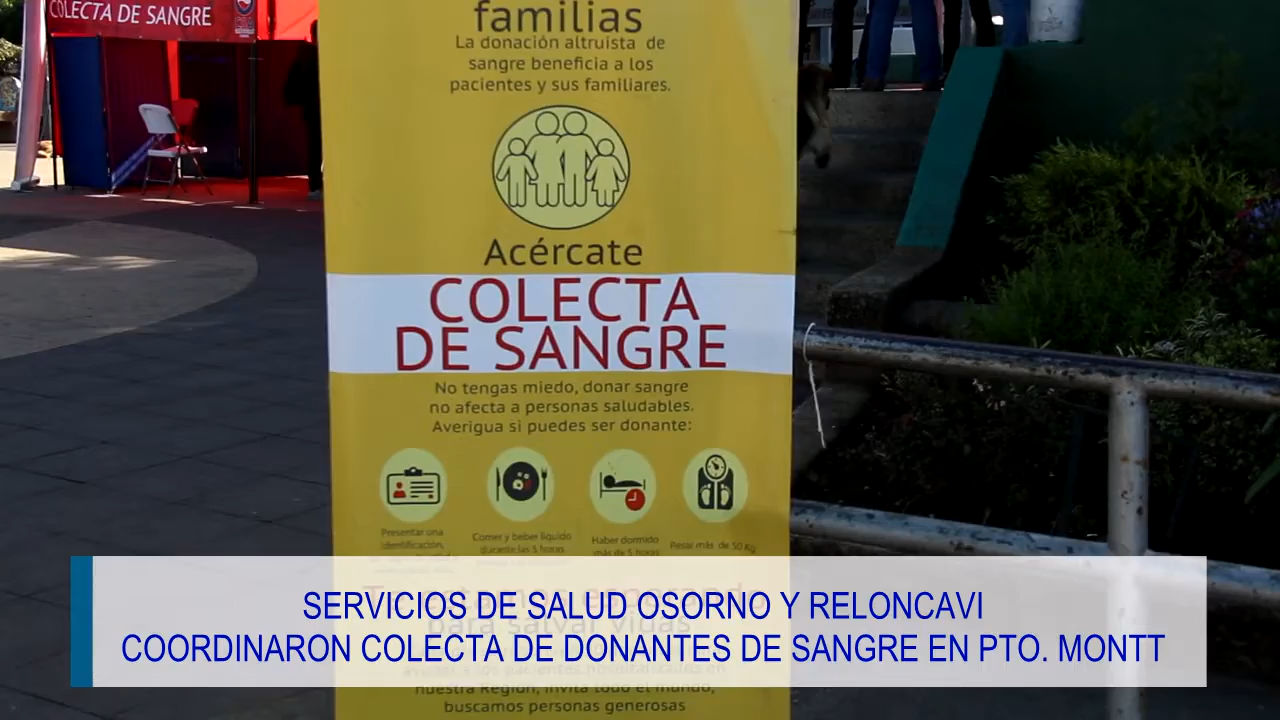 COLECTA DE SANGRE
familias
La donación altruista de
sangre beneficia a los
pacientes y sus familiares.
Acércate
COLECTA
DE SANGRE
No tengas miedo, donar sangre
no afecta a personas saludables.
Averigua si puedes ser donante:
Presentar una
identificación,
Comer y beber líquido
durante las 5 horas
Haber dormido
más de 5 horas
Pesar más de 50 Kg
para salvar vidas
SERVICIOS DE SALUD OSORNO Y RELONCAVI
COORDINARON COLECTA DE DONANTES DE SANGRE EN PTO. MONTT
nuestra Región, invita todo el mundo,
buscamos personas generosas